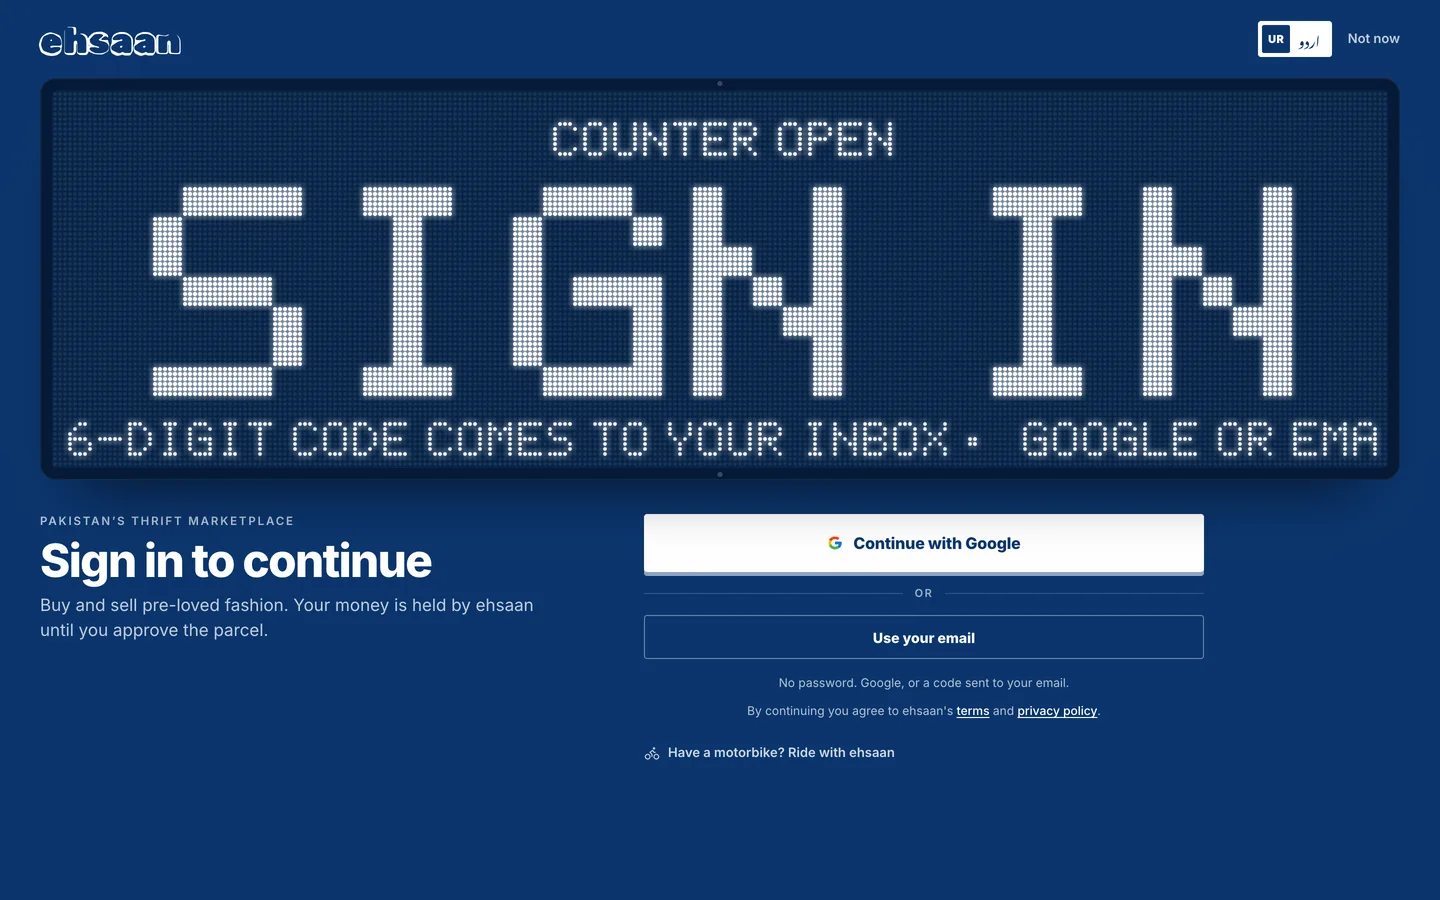 ehsaan
UR اردو
Not now
COUNTER OPEN
SIGN IN
6-DIGIT CODE COMES TO YOUR INBOX • GOOGLE OR EMA
PAKISTAN'S THRIFT MARKETPLACE
Sign in to continue
Buy and sell pre-loved fashion. Your money is held by ehsaan
until you approve the parcel.
Continue with Google
OR
Use your email
No password. Google, or a code sent to your email.
By continuing you agree to ehsaan's terms and privacy policy.
Have a motorbike? Ride with ehsaan